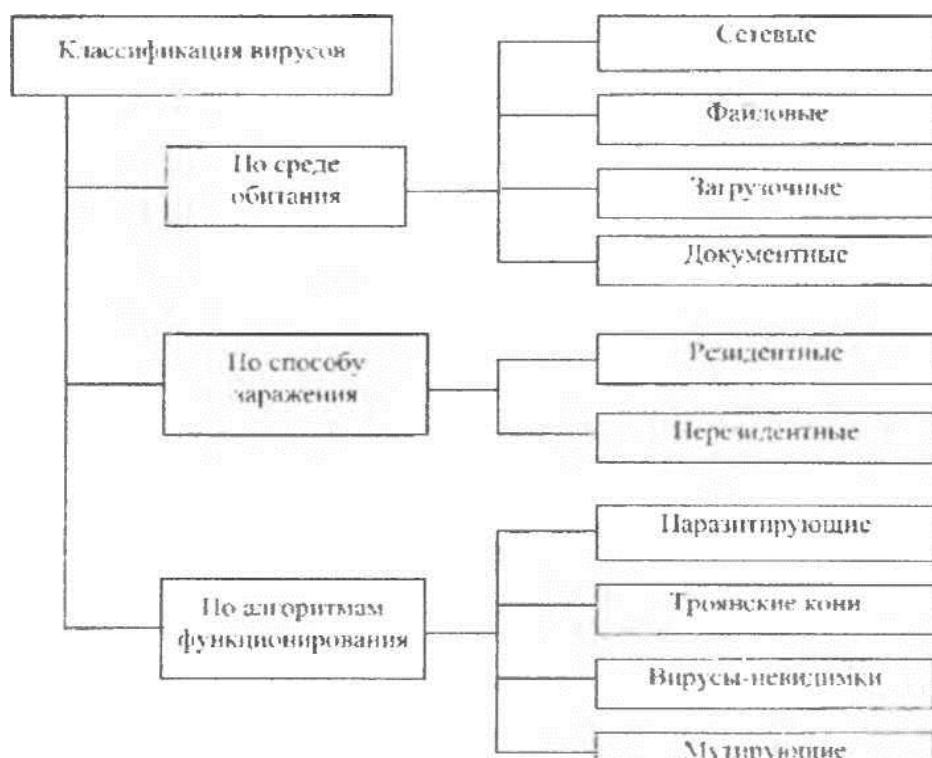 Классификация вирусов
По среде
обитания
Сетевые
Файловые
Загрузочные
Документные
По способу
заражения
Резидентные
Нерезидентные
По алгоритмам
функционирования
Паразитирующие
Троянские кони
Вирусы-невидимки
Мутирующие